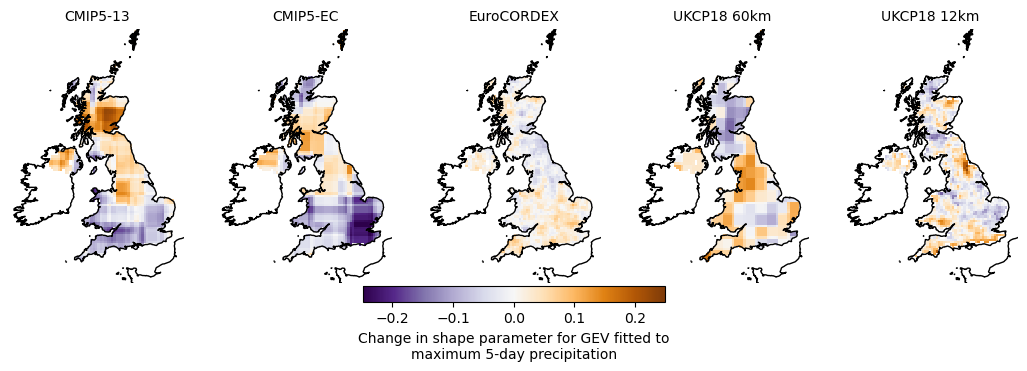 CMIP5-13
CMIP5-EC
EuroCORDEX
UKCP18 60km
UKCP18 12km
−0.2 −0.1 0.0 0.1 0.2
Change in shape parameter for GEV fitted to
maximum 5-day precipitation